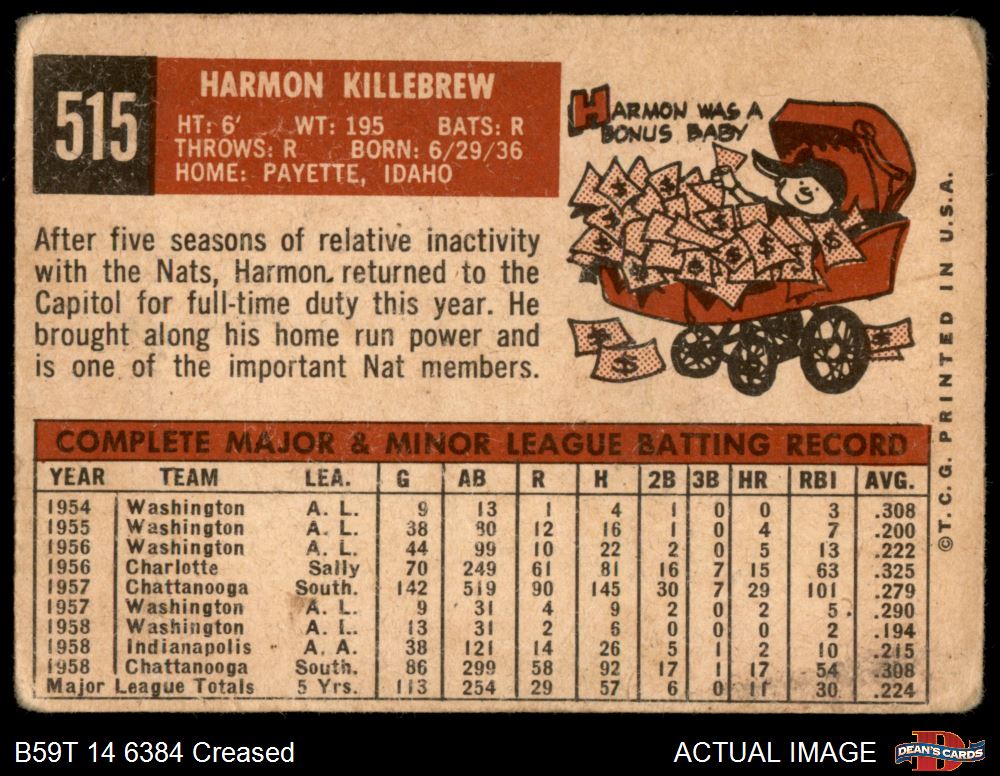 515
HARMON KILLEBREW
HT: 6' WT: 195 BATS: R
THROWS: R BORN: 6/29/36
HOME: PAYETTE, IDAHO
HARMON WAS A
BONUS BABY
After five seasons of relative inactivity
with the Nats, Harmon returned to the
Capitol for full-time duty this year. He
brought along his home run power and
is one of the important Nat members.
© T. C. G. PRINTED IN U.S.A.
COMPLETE MAJOR & MINOR LEAGUE BATTING RECORD
YEAR TEAM LEA. G AB R H 2B 3B HR RBI AVG.
1954 Washington A. L. 9 13 1 4 1 0 0 3 .308
1955 Washington A. L. 38 80 12 16 1 0 4 7 .200
1956 Washington A. L. 44 99 10 22 2 0 5 13 .222
1956 Charlotte Sally 70 249 61 81 16 7 15 63 .325
1957 Chattanooga South. 142 519 90 145 30 7 29 101 .279
1957 Washington A. L. 9 31 4 9 2 0 2 5 .290
1958 Washington A. L. 13 31 2 6 0 0 0 2 .194
1958 Indianapolis A. A. 38 121 14 26 5 1 2 10 .215
1958 Chattanooga South. 86 299 58 92 17 1 17 54 .308
Major League Totals 5 Yrs. 113 254 29 57 6 0 11 30 .224
B59T 14 6384 Creased
ACTUAL IMAGE
DEAN'S CARDS